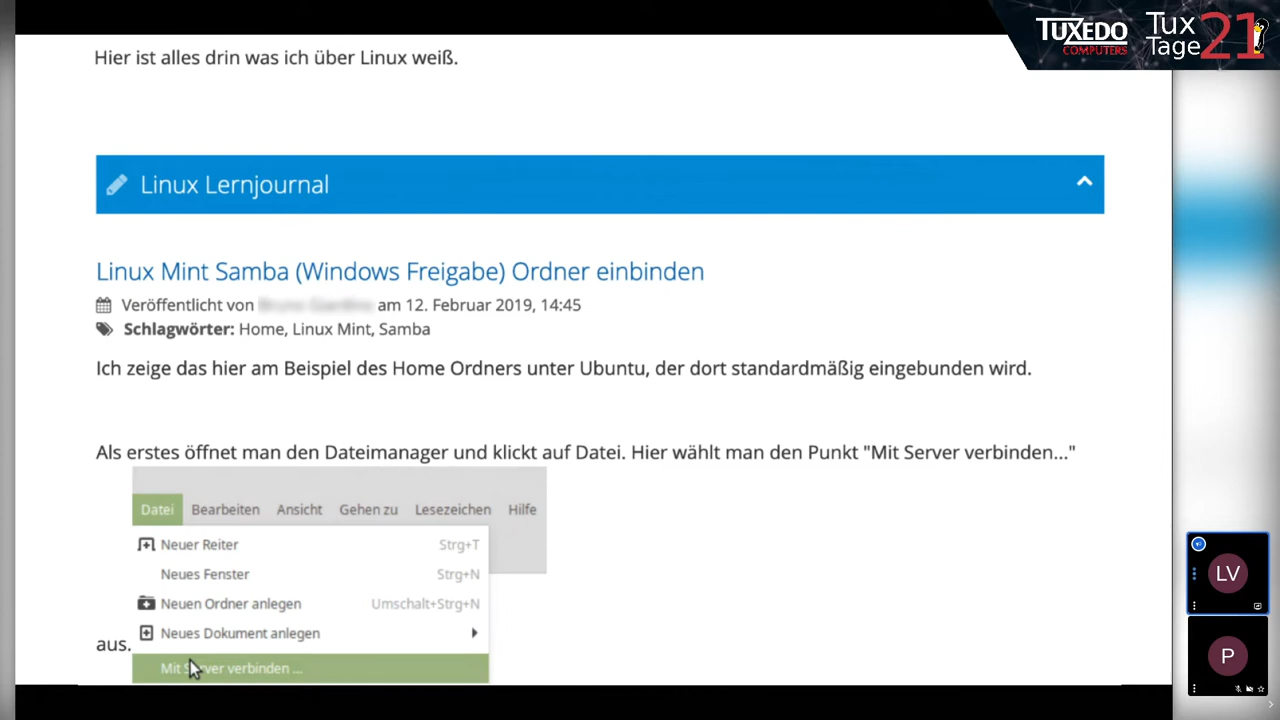 TUXEDO
COMPUTERS
Tux
Tage
21
Hier ist alles drin was ich über Linux weiß.
Linux Lernjournal
Linux Mint Samba (Windows Freigabe) Ordner einbinden
Veröffentlicht von am 12. Februar 2019, 14:45
Schlagwörter: Home, Linux Mint, Samba
Ich zeige das hier am Beispiel des Home Ordners unter Ubuntu, der dort standardmäßig eingebunden wird.
Als erstes öffnet man den Dateimanager und klickt auf Datei. Hier wählt man den Punkt "Mit Server verbinden..."
Datei Bearbeiten Ansicht Gehen zu Lesezeichen Hilfe
Neuer Reiter Strg+T
Neues Fenster Strg+N
Neuen Ordner anlegen Umschalt+Strg+N
Neues Dokument anlegen
Mit Server verbinden ...
aus.
LV
P